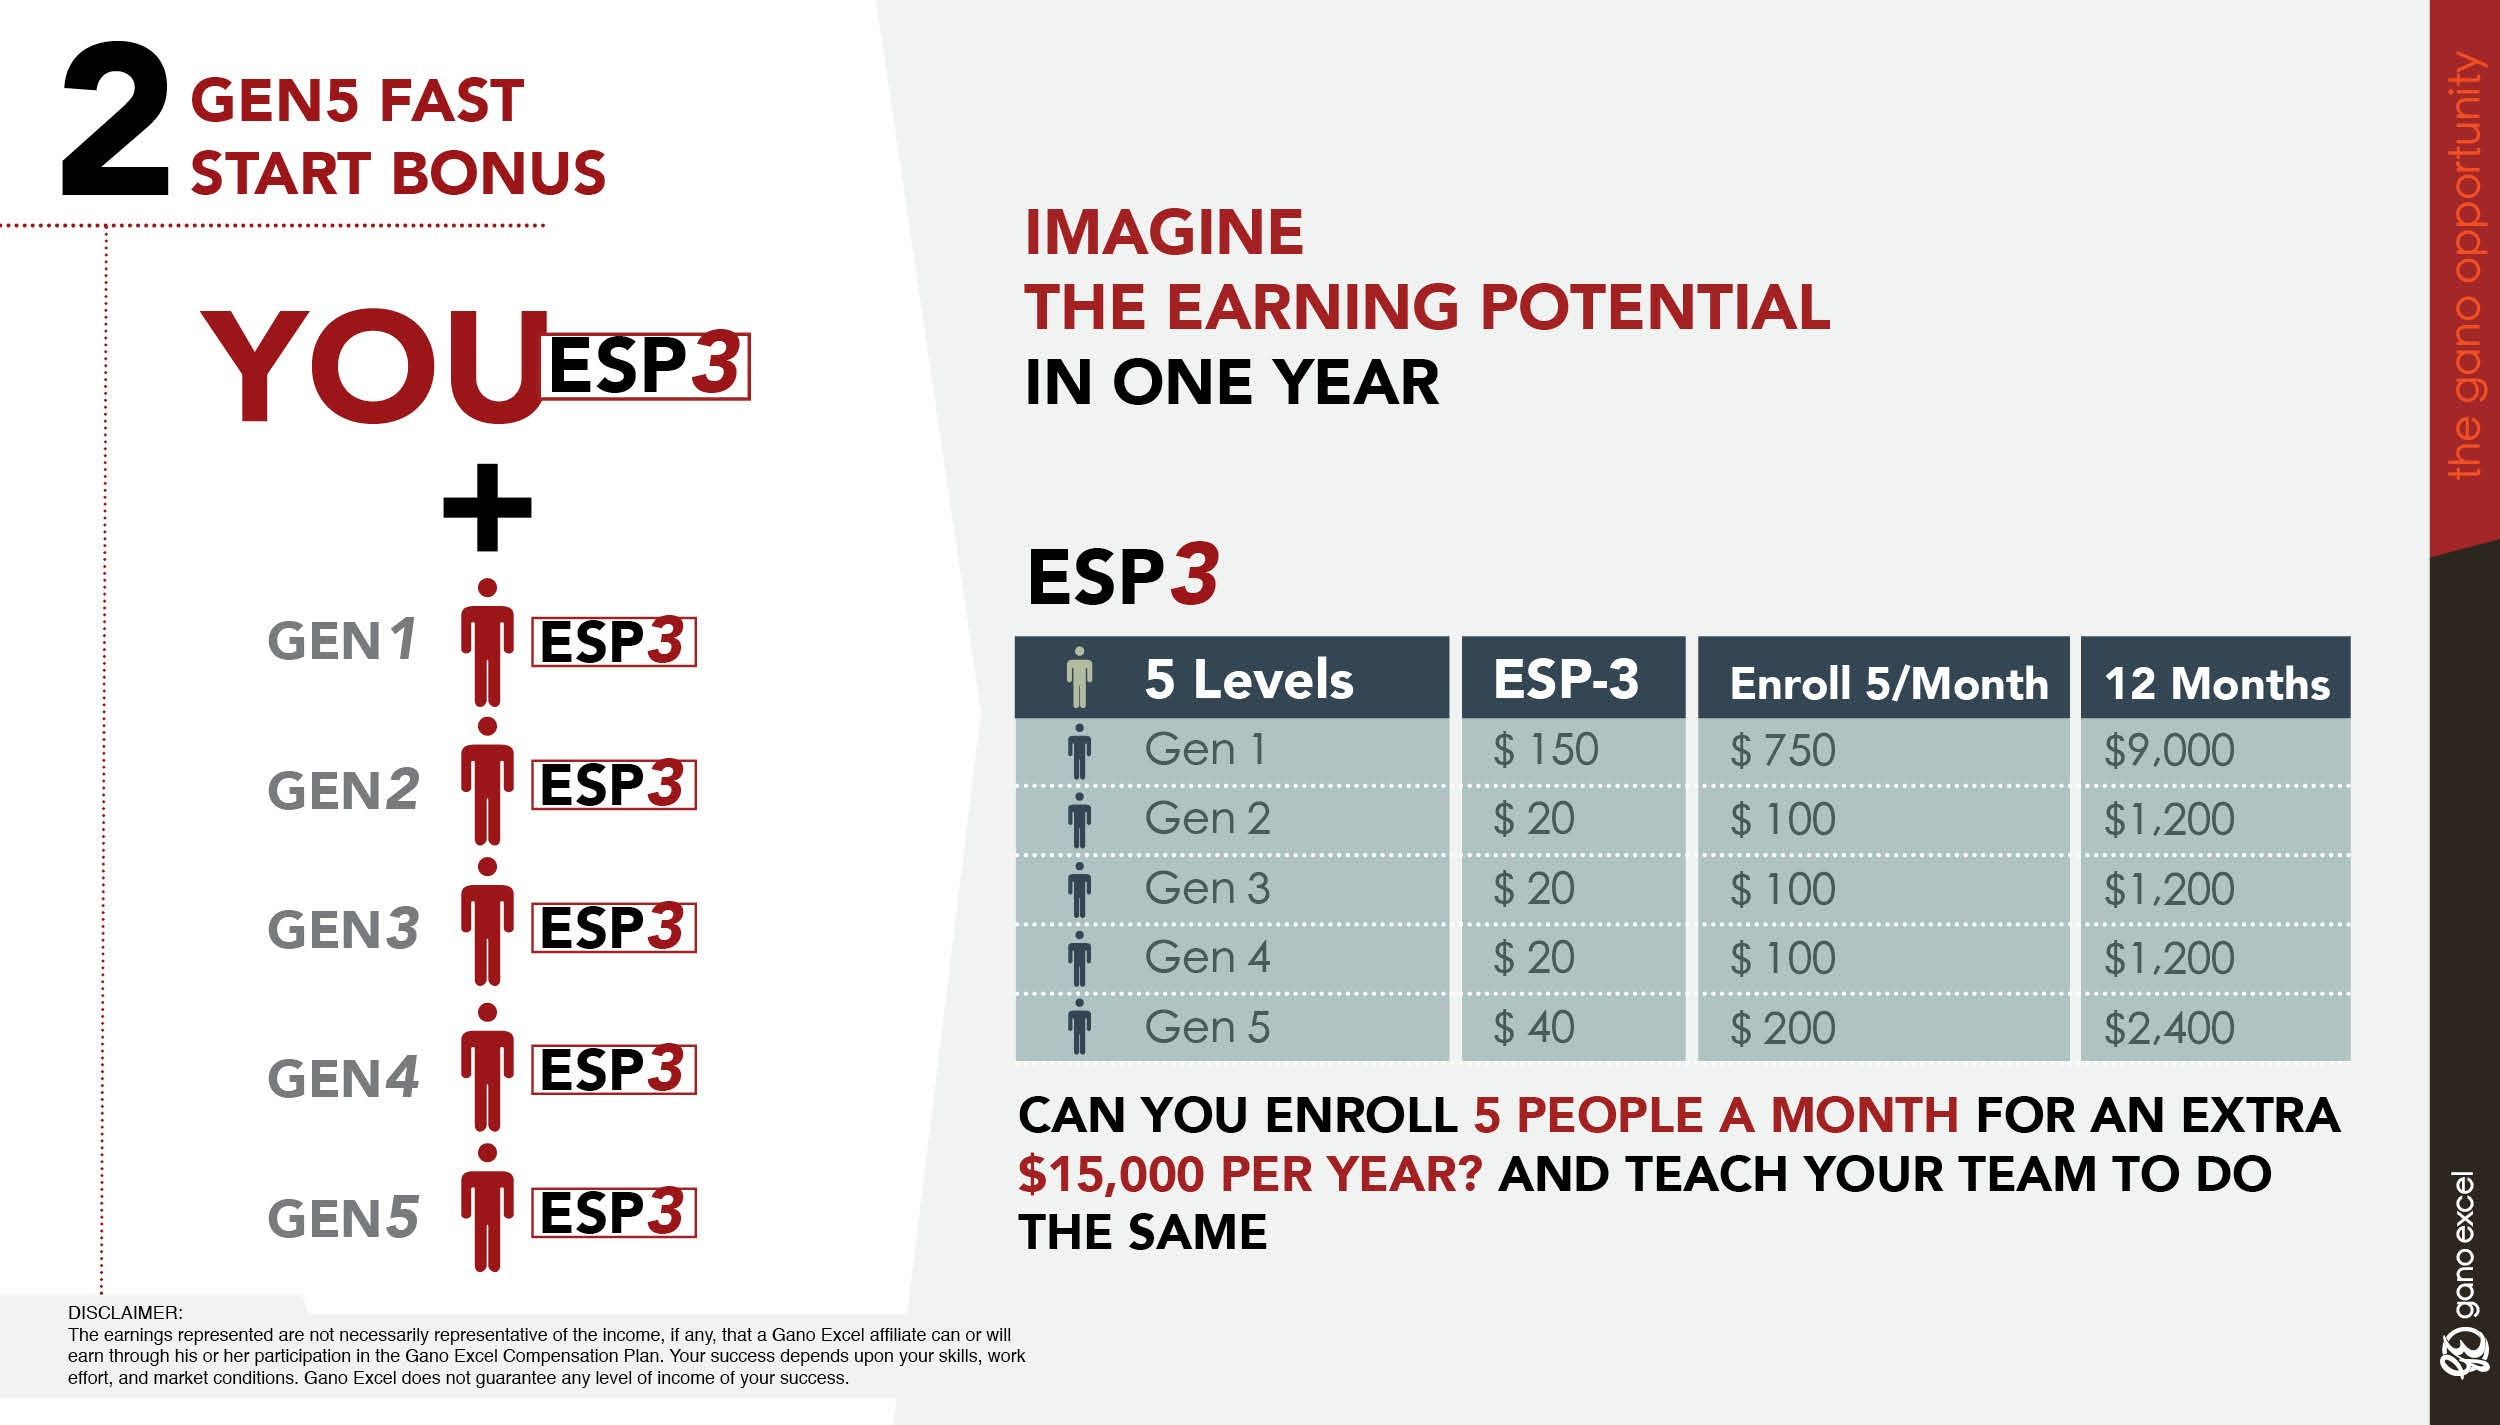 2
GEN5 FAST
START BONUS
YOU ESP3
+
GEN1 ESP3
GEN2 ESP3
GEN3 ESP3
GEN4 ESP3
GEN5 ESP3
DISCLAIMER:
The earnings represented are not necessarily representative of the income, if any, that a Gano Excel affiliate can or will
earn through his or her participation in the Gano Excel Compensation Plan. Your success depends upon your skills, work
effort, and market conditions. Gano Excel does not guarantee any level of income of your success.
IMAGINE
THE EARNING POTENTIAL
IN ONE YEAR
ESP3
5 Levels ESP-3 Enroll 5/Month 12 Months
Gen 1 $ 150 $ 750 $9,000
Gen 2 $ 20 $ 100 $1,200
Gen 3 $ 20 $ 100 $1,200
Gen 4 $ 20 $ 100 $1,200
Gen 5 $ 40 $ 200 $2,400
CAN YOU ENROLL 5 PEOPLE A MONTH FOR AN EXTRA
$15,000 PER YEAR? AND TEACH YOUR TEAM TO DO
THE SAME
the gano opportunity
gano excel